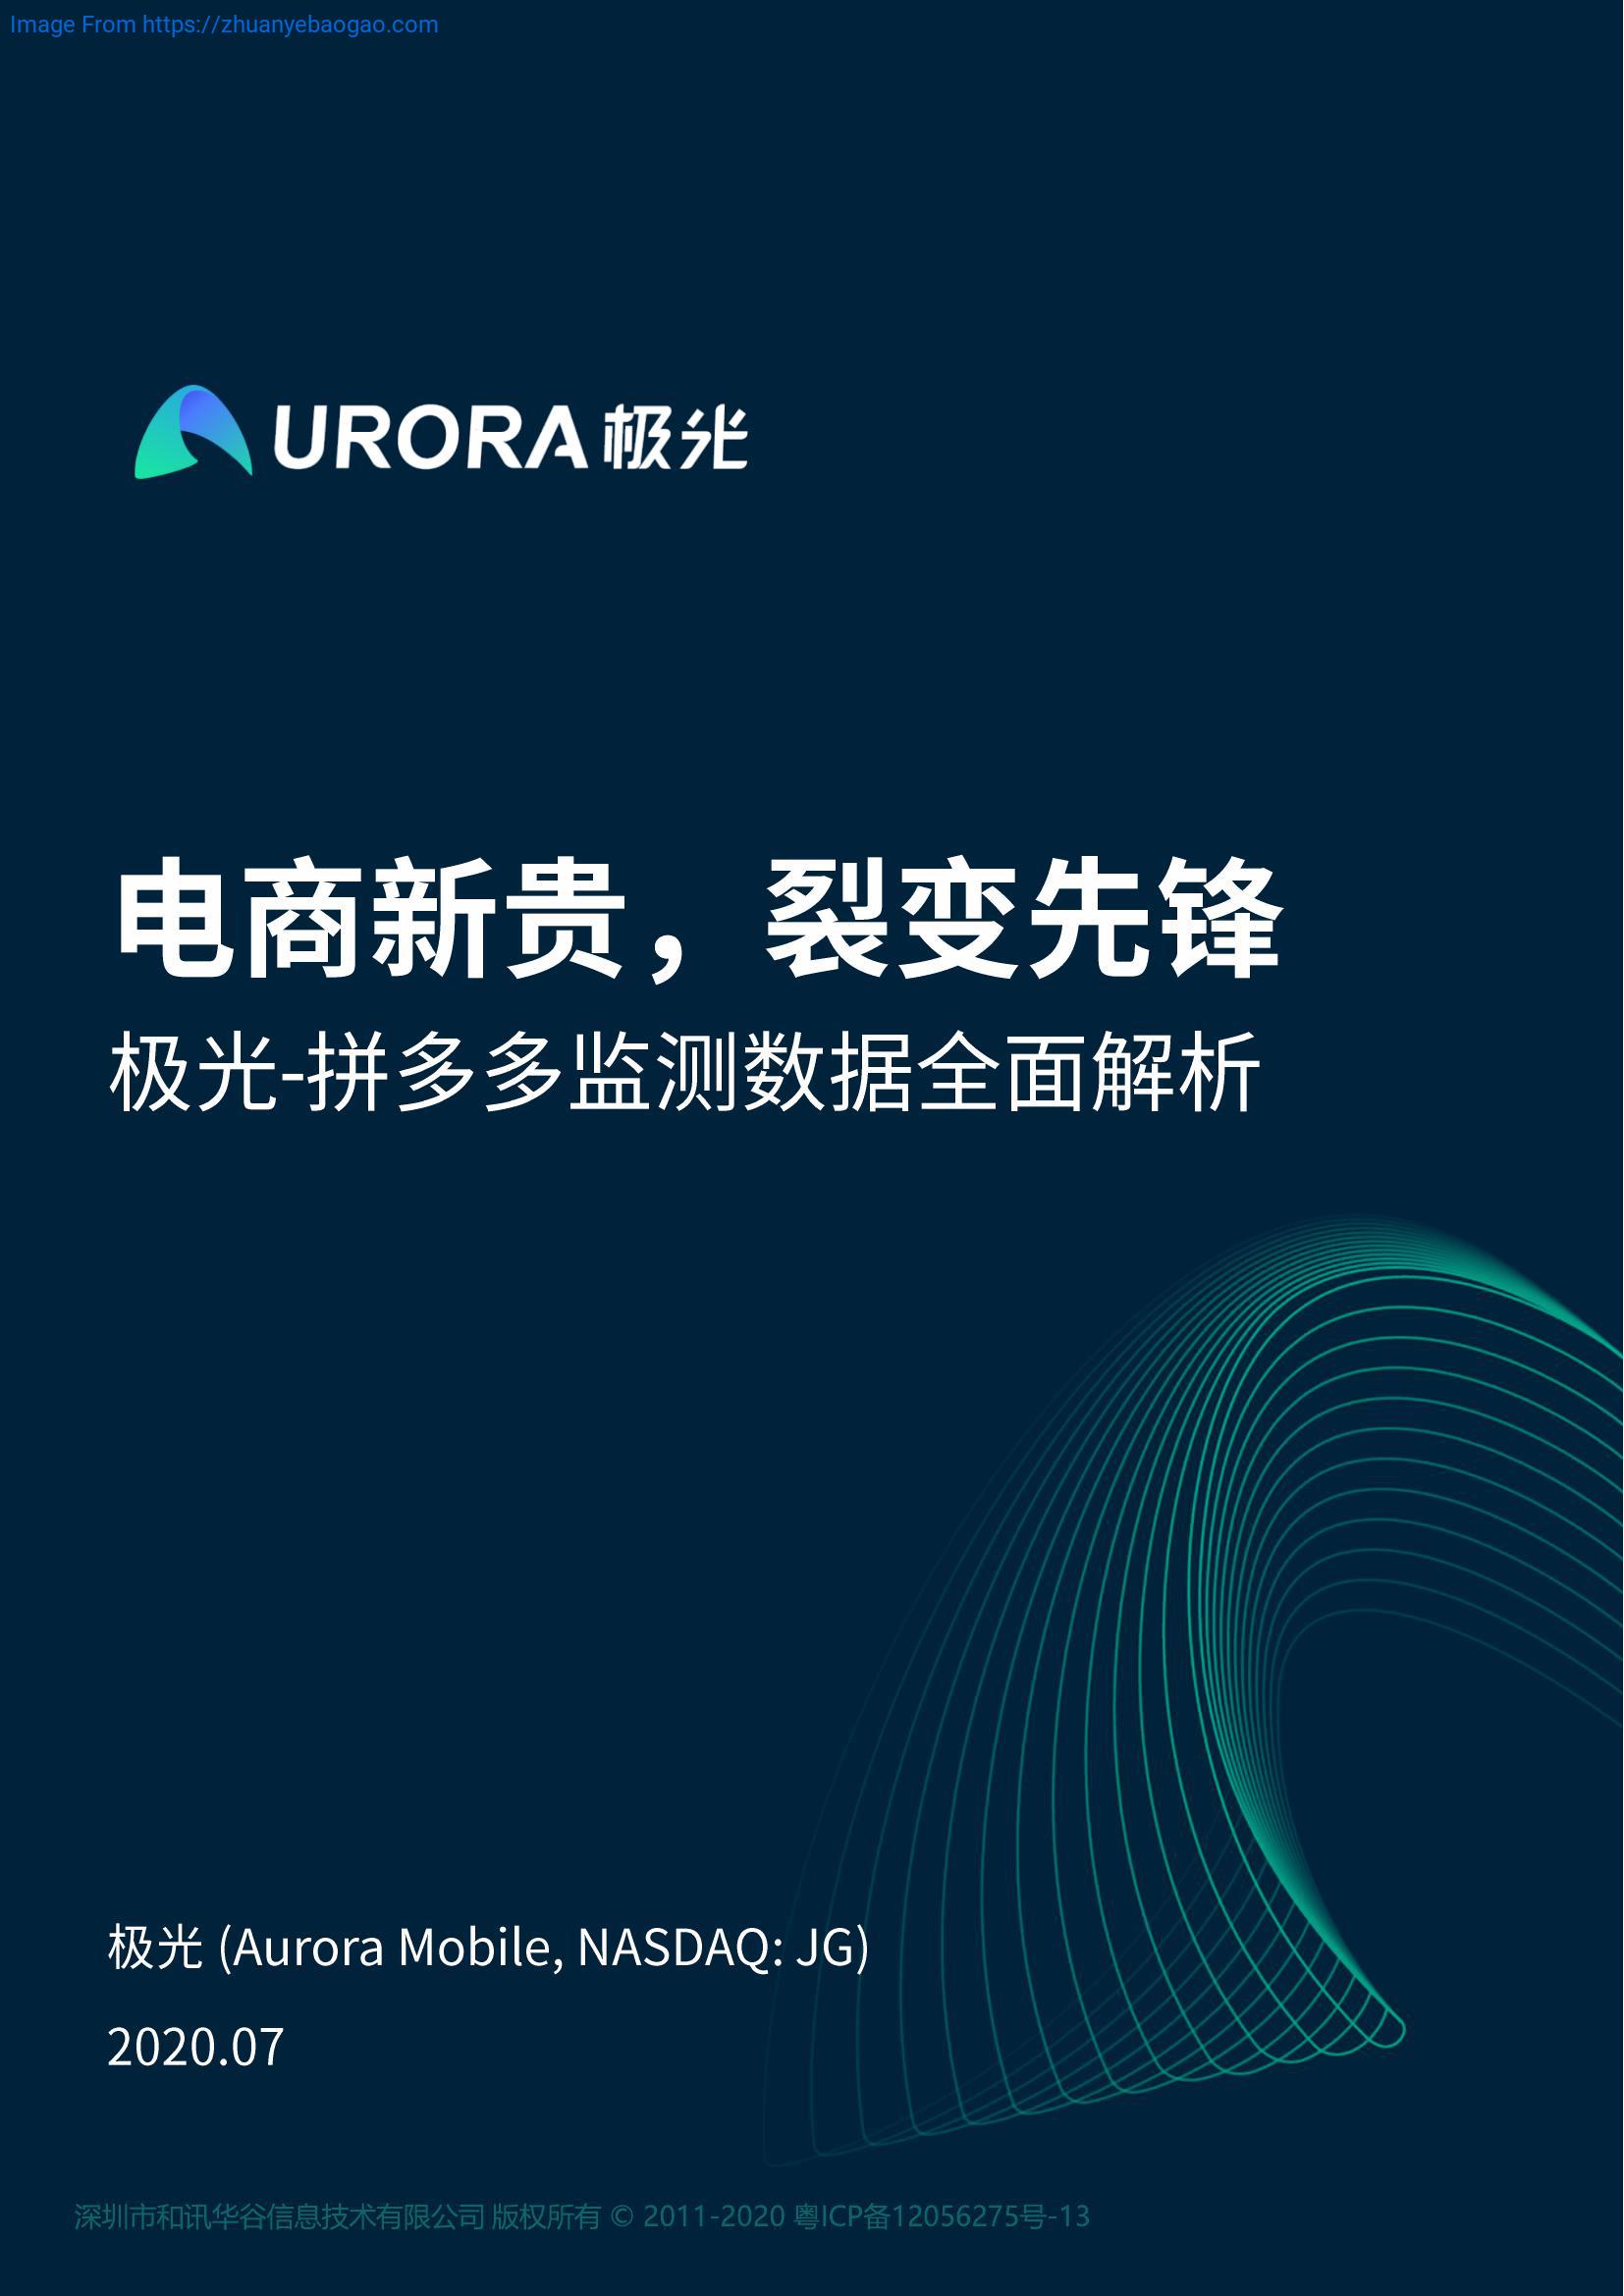 Image From https://zhuanyebaogao.com
URORA极光
电商新贵，裂变先锋
极光-拼多多监测数据全面解析
极光 (Aurora Mobile, NASDAQ: JG)
2020.07
深圳市和讯华谷信息技术有限公司 版权所有 © 2011-2020 粤ICP备12056275号-13